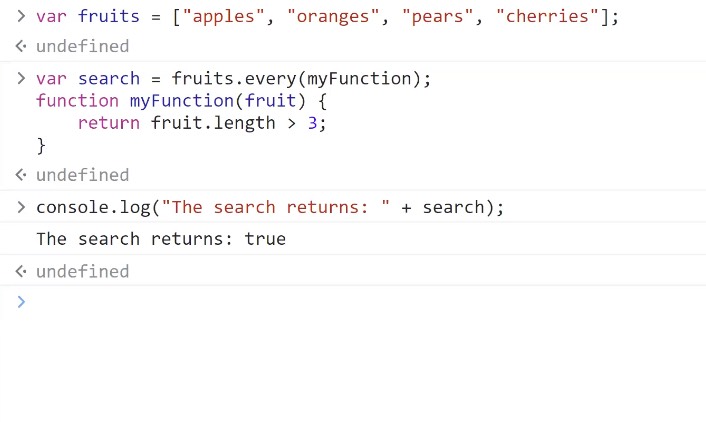 > var fruits = ["apples", "oranges", "pears", "cherries"];
undefined
> var search = fruits.every(myFunction);
function myFunction(fruit) {
    return fruit.length > 3;
}
undefined
> console.log("The search returns: " + search);
The search returns: true
undefined
>